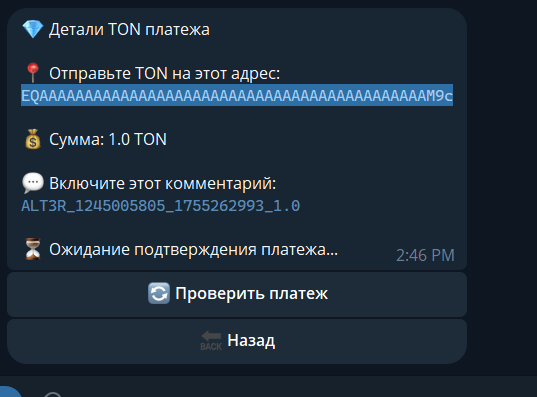 💎 Детали TON платежа
📍 Отправьте TON на этот адрес:
EQAAAAAAAAAAAAAAAAAAAAAAAAAAAAAAAAAAAAAAAAAAAM9c
💰 Сумма: 1.0 TON
💬 Включите этот комментарий:
ALT3R_1245005805_1755262993_1.0
⏳ Ожидание подтверждения платежа...
2:46 PM
🔄 Проверить платеж
🔙 Назад